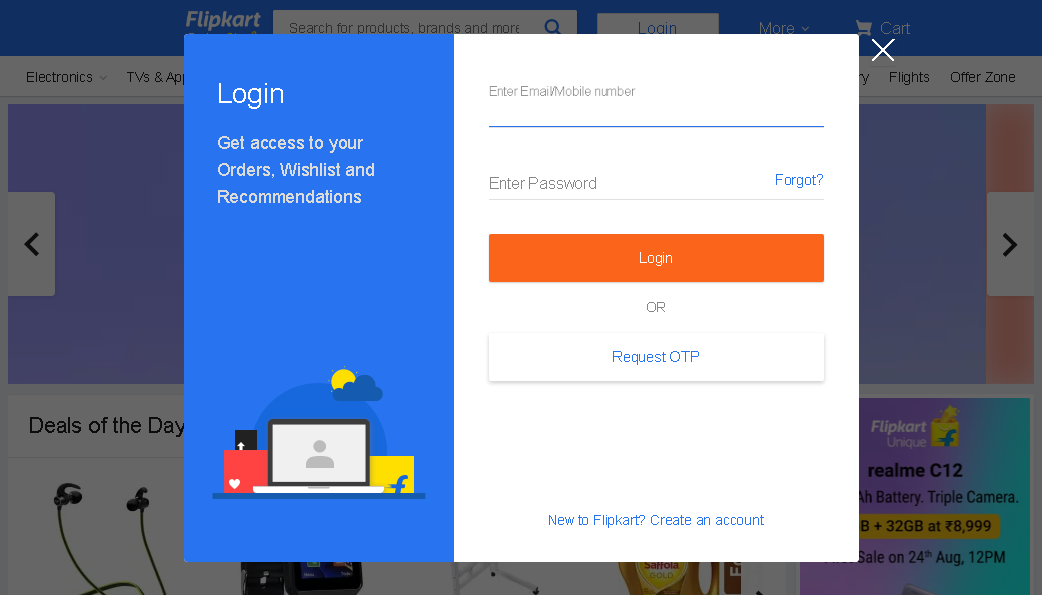 Flipkart
Search for products, brands and more
Login
More
Cart
Electronics
TVs & Ap
Flights
Offer Zone
Login
Get access to your
Orders, Wishlist and
Recommendations
Enter Email/Mobile number
Enter Password
Forgot?
Login
OR
Request OTP
New to Flipkart? Create an account
Deals of the Day
Flipkart
Unique
realme C12
Ah Battery. Triple Camera.
B + 32GB at ₹8,999
Sale on 24th Aug, 12PM
Saffola
GOLD